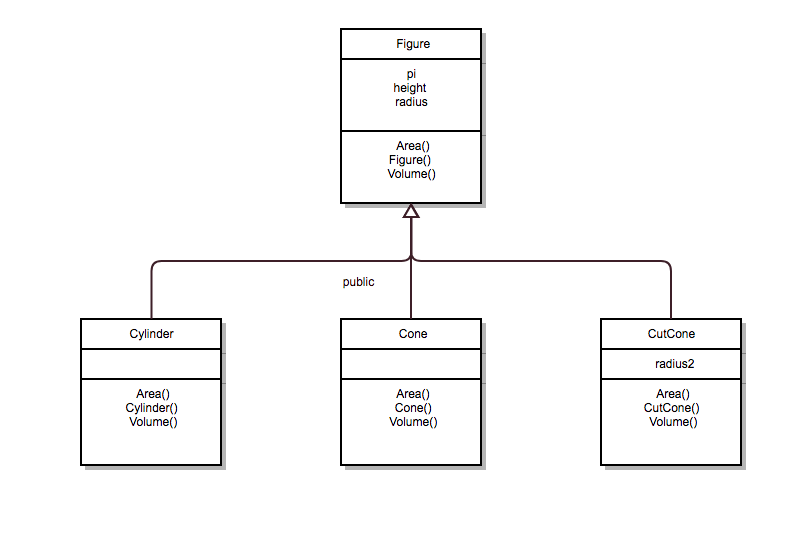 Figure
pi
height
radius
Area()
Figure()
Volume()
public
Cylinder
Area()
Cylinder()
Volume()
Cone
Area()
Cone()
Volume()
CutCone
radius2
Area()
CutCone()
Volume()